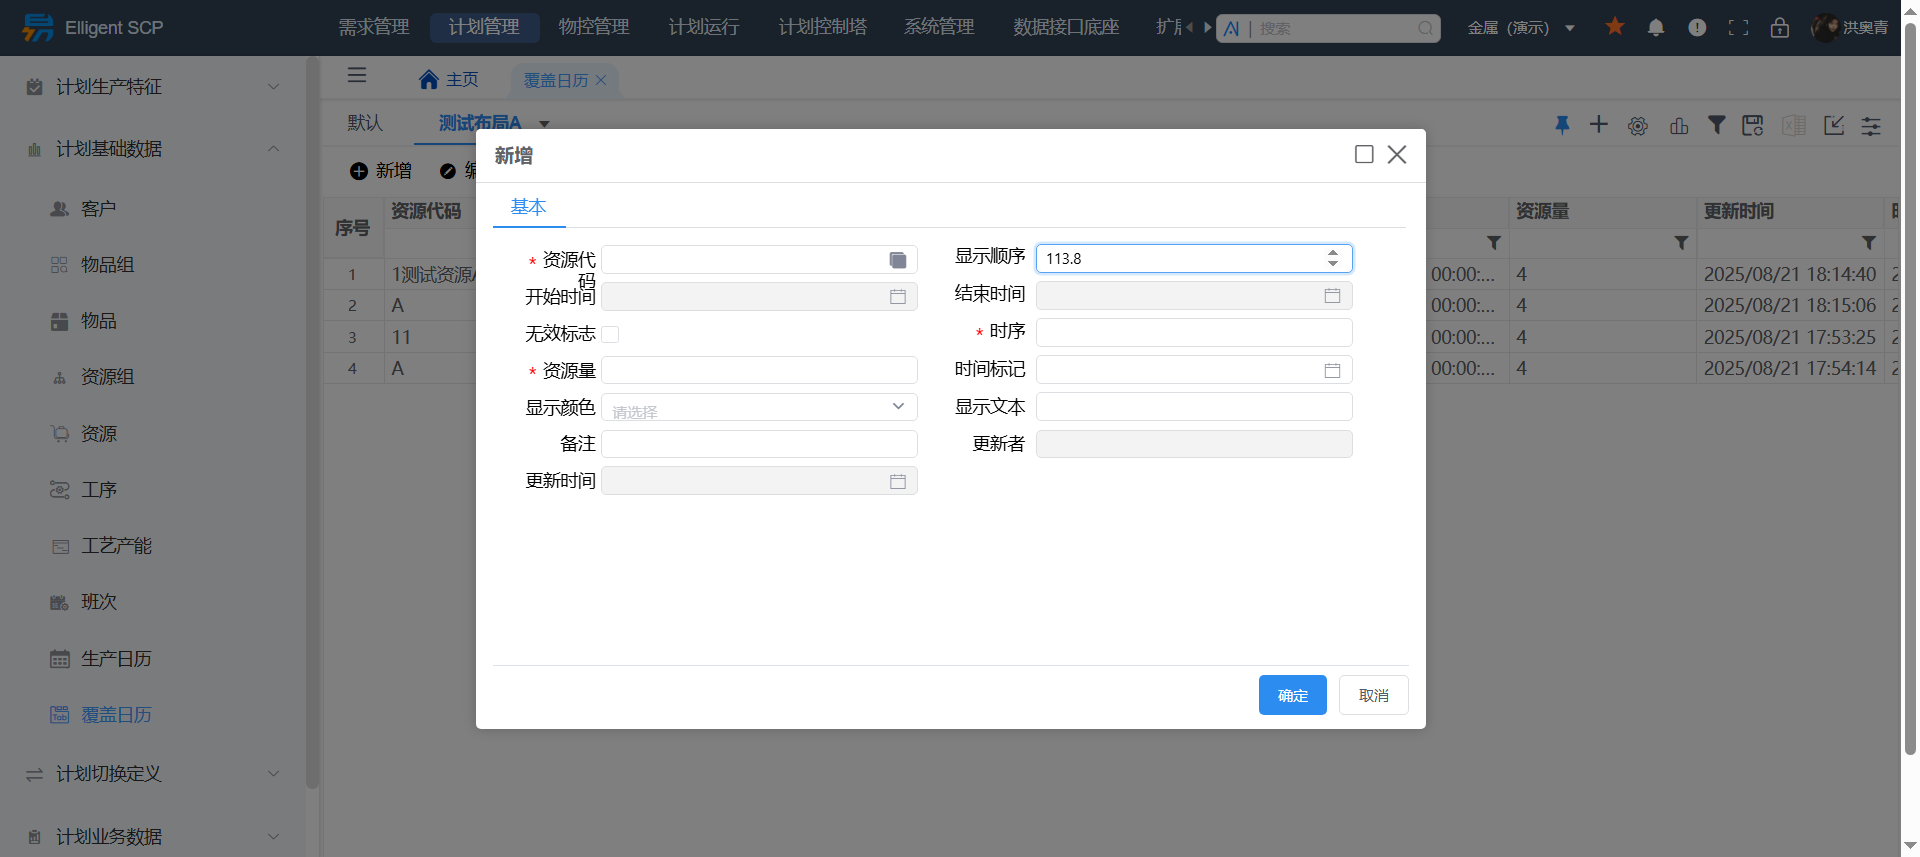 Elligent SCP
需求管理
计划管理
物控管理
计划运行
计划控制塔
系统管理
数据接口底座
搜索
金属 (演示)
洪奥青
计划生产特征
计划基础数据
客户
物品组
物品
资源组
资源
工序
工艺产能
班次
生产日历
覆盖日历
计划切换定义
计划业务数据
主页
覆盖日历
默认
测试布局A
新增
序号
资源代码
资源量
更新时间
1
1测试资源
00:00:...
4
2025/08/21 18:14:40
2
A
00:00:...
4
2025/08/21 18:15:06
3
11
00:00:...
4
2025/08/21 17:53:25
4
A
00:00:...
4
2025/08/21 17:54:14
新增
基本
* 资源代码
显示顺序
113.8
开始时间
结束时间
无效标志
* 时序
* 资源量
时间标记
显示颜色
请选择
显示文本
备注
更新者
更新时间
确定
取消